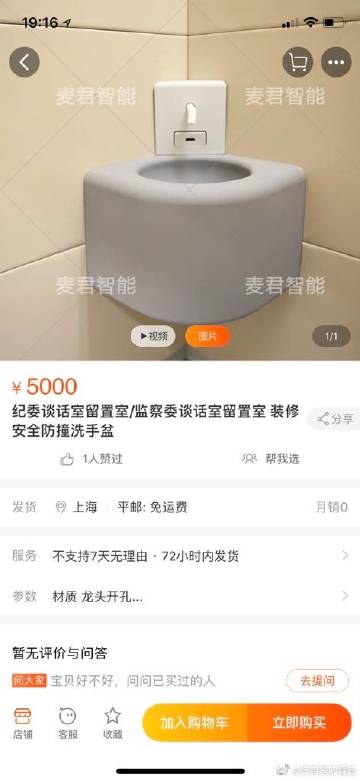 19:16
麦君智能 麦君智能
麦君智能 麦君智能
视频 图片 1/1
¥ 5000
纪委谈话室留置室/监察委谈话室留置室 装修
安全防撞洗手盆
分享
1人赞过 帮我选
发货 上海 平邮: 免运费 月销0
服务 不支持7天无理由 · 72小时内发货
参数 材质 龙头开孔...
暂无评价与问答
问大家 宝贝好不好，问问已买过的人 去提问
店铺 客服 收藏 加入购物车 立即购买